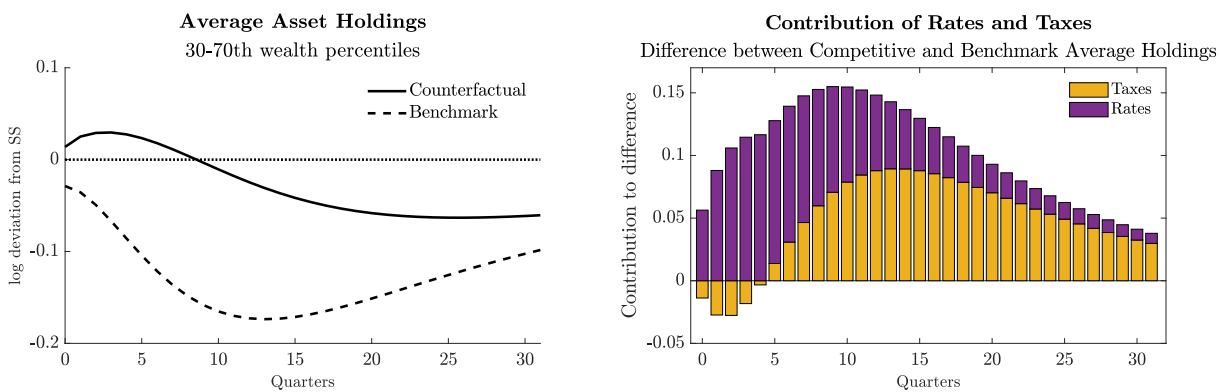 Average Asset Holdings
30-70th wealth percentiles
0.1
0
-0.1
-0.2
log deviation from SS
Counterfactual
Benchmark
0 5 10 15 20 25 30
Quarters
Contribution of Rates and Taxes
Difference between Competitive and Benchmark Average Holdings
0.15
0.1
0.05
0
-0.05
Contribution to difference
Taxes
Rates
0 5 10 15 20 25 30
Quarters